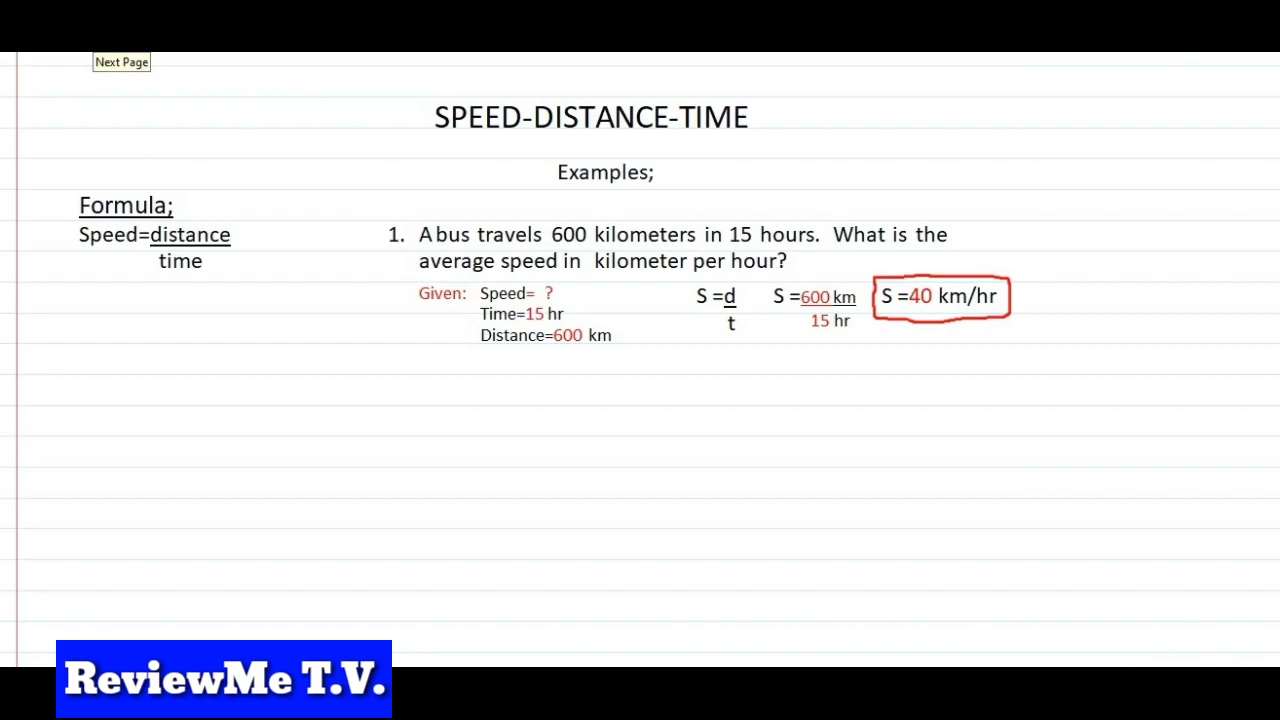 Next Page
SPEED-DISTANCE-TIME
Examples;
Formula;
Speed=distance
time
1. A bus travels 600 kilometers in 15 hours. What is the
average speed in kilometer per hour?
Given: Speed= ?
Time=15 hr
Distance=600 km
S =d
t
S =600 km
15 hr
S =40 km/hr
ReviewMe T.V.